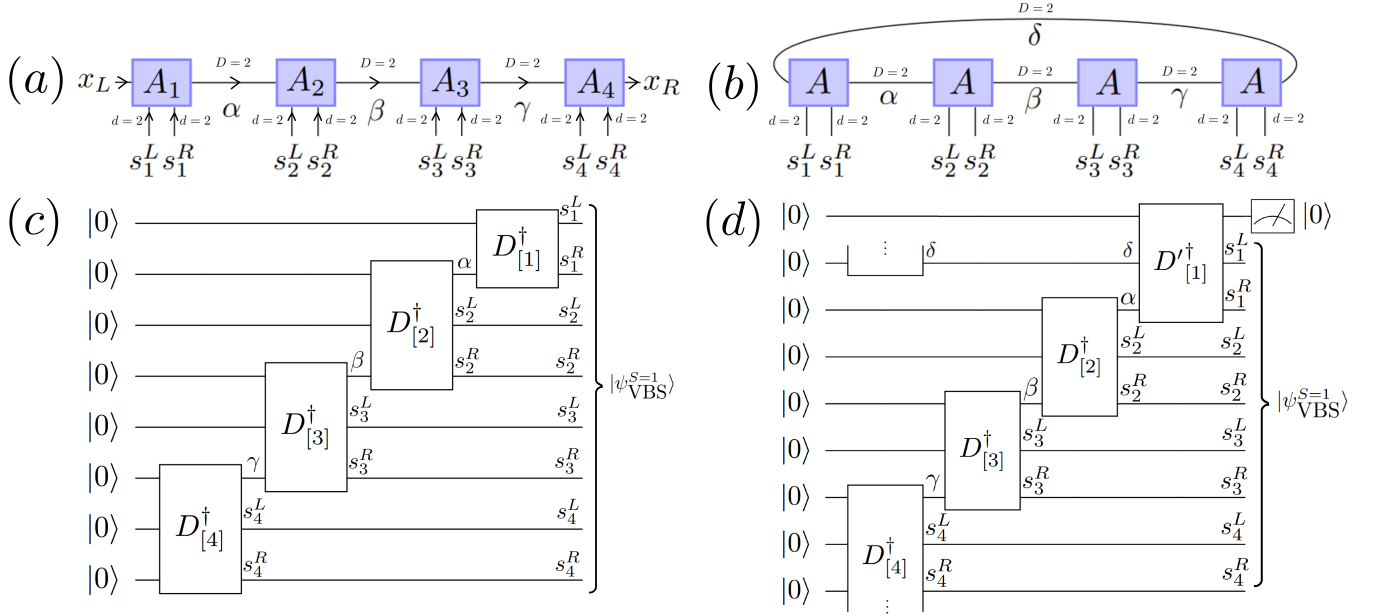 (a) x_L A_1 D = 2 α A_2 D = 2 β A_3 D = 2 γ A_4 x_R
d = 2 d = 2 d = 2 d = 2 d = 2 d = 2 d = 2 d = 2
s_1^L s_1^R s_2^L s_2^R s_3^L s_3^R s_4^L s_4^R
(b) D = 2 δ
A D = 2 α A D = 2 β A D = 2 γ A
d = 2 d = 2 d = 2 d = 2 d = 2 d = 2 d = 2 d = 2
s_1^L s_1^R s_2^L s_2^R s_3^L s_3^R s_4^L s_4^R
(c)
|0⟩ s_1^L
|0⟩ α D_{[1]}^† s_1^R
|0⟩ D_{[2]}^† s_2^L s_2^L
|0⟩ β s_2^R s_2^R
|0⟩ D_{[3]}^† s_3^L s_3^L
|0⟩ γ s_3^R s_3^R
|0⟩ D_{[4]}^† s_4^L s_4^L
|0⟩ s_4^R s_4^R
|ψ_{VBS}^{S=1}⟩
(d)
|0⟩ |0⟩
|0⟩ ⋮ δ δ D'_{[1]}^† s_1^L
|0⟩ α s_1^R
|0⟩ D_{[2]}^† s_2^L s_2^L
|0⟩ β s_2^R s_2^R
|0⟩ D_{[3]}^† s_3^L s_3^L
|0⟩ γ s_3^R s_3^R
|0⟩ D_{[4]}^† s_4^L s_4^L
|0⟩ ⋮ s_4^R s_4^R
|ψ_{VBS}^{S=1}⟩